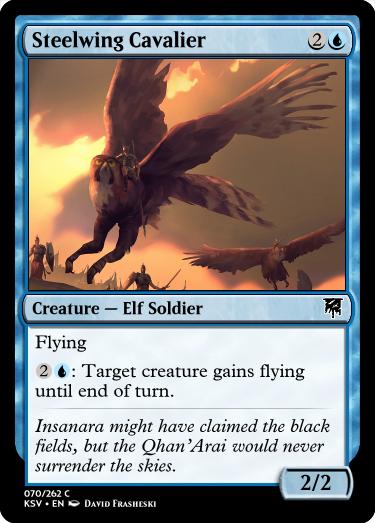 Steelwing Cavalier 2
Creature — Elf Soldier
Flying
2: Target creature gains flying
until end of turn.
Insanara might have claimed the black
fields, but the Qhan'Arai would never
surrender the skies.
2/2
070/262 C
KSV • EN David Frasheski